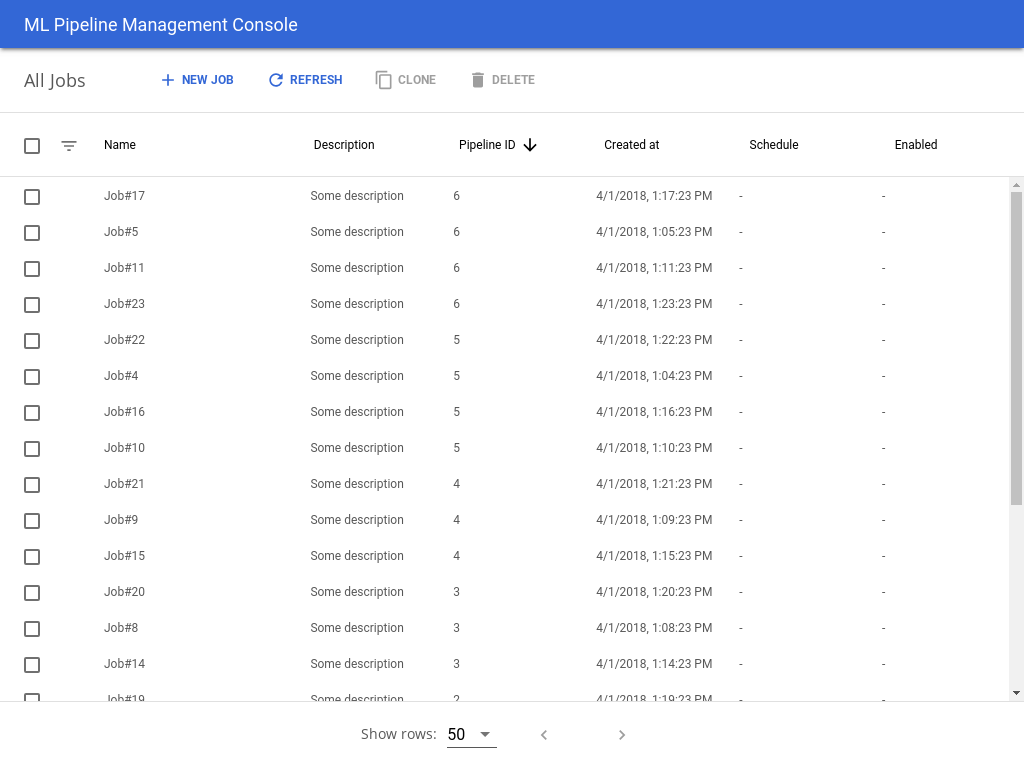 ML Pipeline Management Console
All Jobs NEW JOB REFRESH CLONE DELETE
Name Description Pipeline ID Created at Schedule Enabled
Job#17 Some description 6 4/1/2018, 1:17:23 PM - -
Job#5 Some description 6 4/1/2018, 1:05:23 PM - -
Job#11 Some description 6 4/1/2018, 1:11:23 PM - -
Job#23 Some description 6 4/1/2018, 1:23:23 PM - -
Job#22 Some description 5 4/1/2018, 1:22:23 PM - -
Job#4 Some description 5 4/1/2018, 1:04:23 PM - -
Job#16 Some description 5 4/1/2018, 1:16:23 PM - -
Job#10 Some description 5 4/1/2018, 1:10:23 PM - -
Job#21 Some description 4 4/1/2018, 1:21:23 PM - -
Job#9 Some description 4 4/1/2018, 1:09:23 PM - -
Job#15 Some description 4 4/1/2018, 1:15:23 PM - -
Job#20 Some description 3 4/1/2018, 1:20:23 PM - -
Job#8 Some description 3 4/1/2018, 1:08:23 PM - -
Job#14 Some description 3 4/1/2018, 1:14:23 PM - -
Job#19 Some description 2 4/1/2018, 1:19:23 PM - -
Show rows: 50